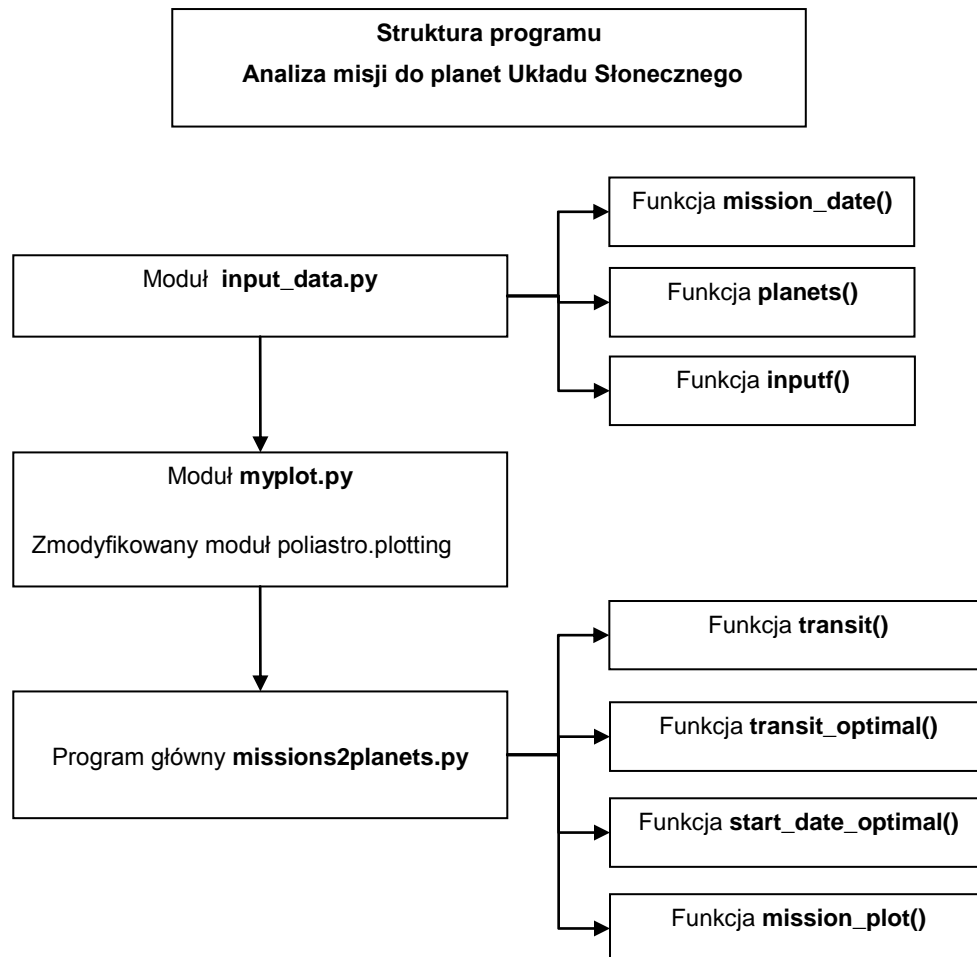 Struktura programu
Analiza misji do planet Układu Słonecznego
Funkcja mission_date()
Moduł input_data.py
Funkcja planets()
Funkcja inputf()
Moduł myplot.py
Zmodyfikowany moduł poliastro.plotting
Funkcja transit()
Program główny missions2planets.py
Funkcja transit_optimal()
Funkcja start_date_optimal()
Funkcja mission_plot()